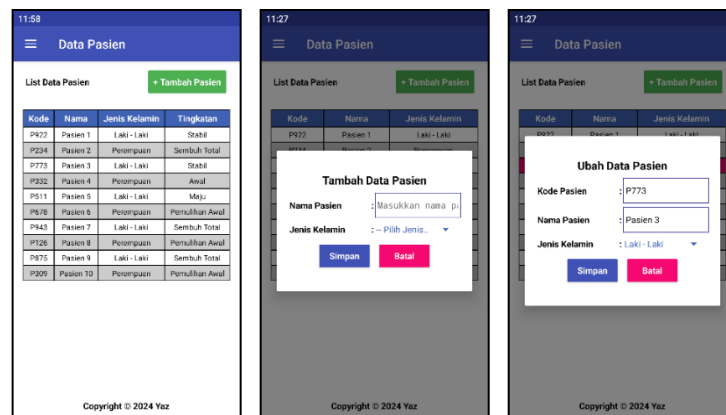 11:58
Data Pasien
List Data Pasien + Tambah Pasien
Kode Nama Jenis Kelamin Tingkatan
P922 Pasien 1 Laki - Laki Stabil
P234 Pasien 2 Perempuan Sembuh Total
P773 Pasien 3 Laki - Laki Stabil
P332 Pasien 4 Perempuan Awal
P511 Pasien 5 Laki - Laki Maju
P678 Pasien 6 Perempuan Pemulihan Awal
P943 Pasien 7 Laki - Laki Sembuh Total
P126 Pasien 8 Perempuan Pemulihan Awal
P875 Pasien 9 Laki - Laki Sembuh Total
P309 Pasien 10 Perempuan Pemulihan Awal
Copyright © 2024 Yaz
11:27
Data Pasien
List Data Pasien + Tambah Pasien
Kode Nama Jenis Kelamin
P922 Pasien 1 Laki - Laki
Tambah Data Pasien
Nama Pasien : Masukkan nama p
Jenis Kelamin : -- Pilih Jenis..
Simpan Batal
Copyright © 2024 Yaz
11:27
Data Pasien
List Data Pasien + Tambah Pasien
Kode Nama Jenis Kelamin
P922 Pasien 1 Laki - Laki
Ubah Data Pasien
Kode Pasien : P773
Nama Pasien : Pasien 3
Jenis Kelamin : Laki - Laki
Simpan Batal
Copyright © 2024 Yaz